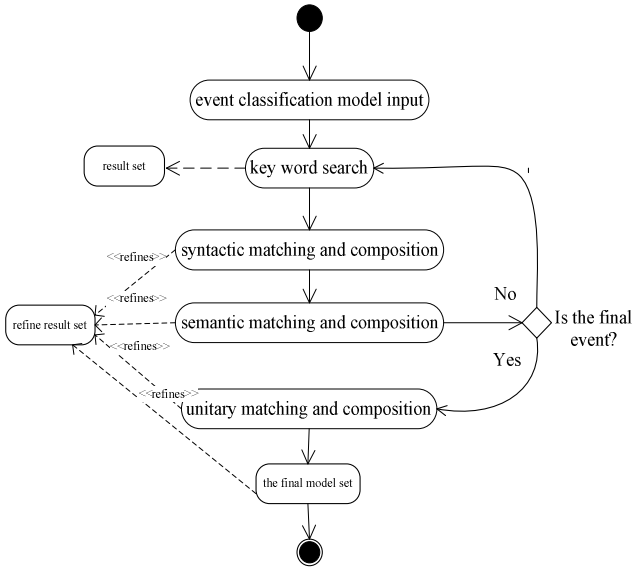 event classification model input
result set
key word search
<<refines>>
syntactic matching and composition
<<refines>>
No
refine result set
semantic matching and composition
Is the final
event?
<<refines>>
Yes
<<refines>>
unitary matching and composition
the final model set